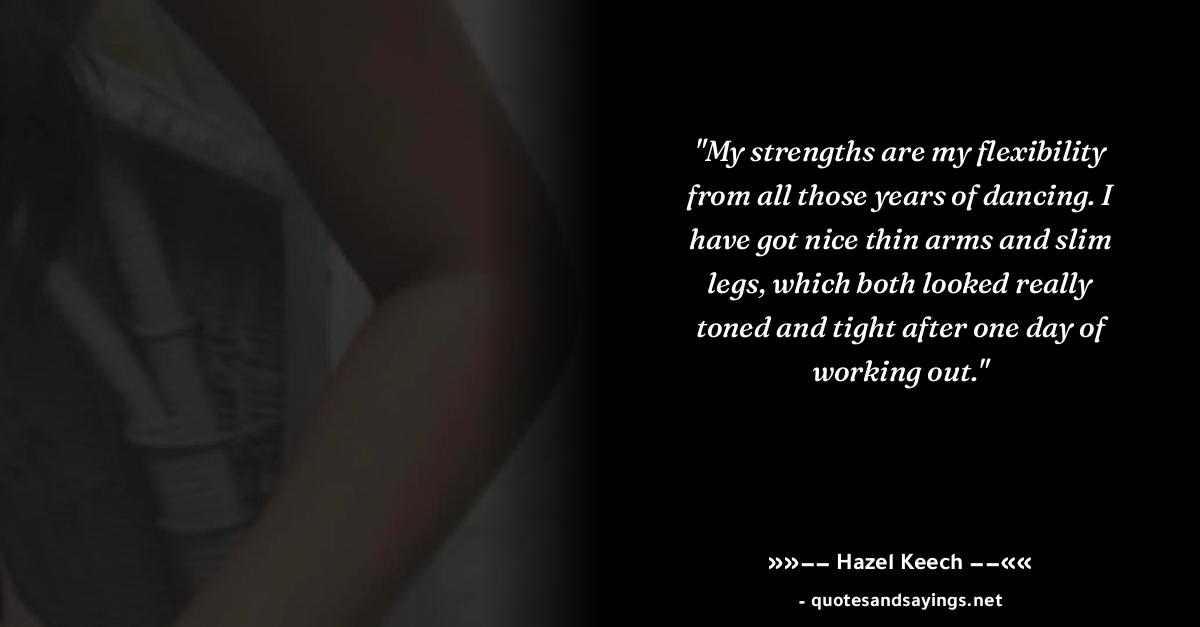 "My strengths are my flexibility
from all those years of dancing. I
have got nice thin arms and slim
legs, which both looked really
toned and tight after one day of
working out."
»»–– Hazel Keech ––««
- quotesandsayings.net